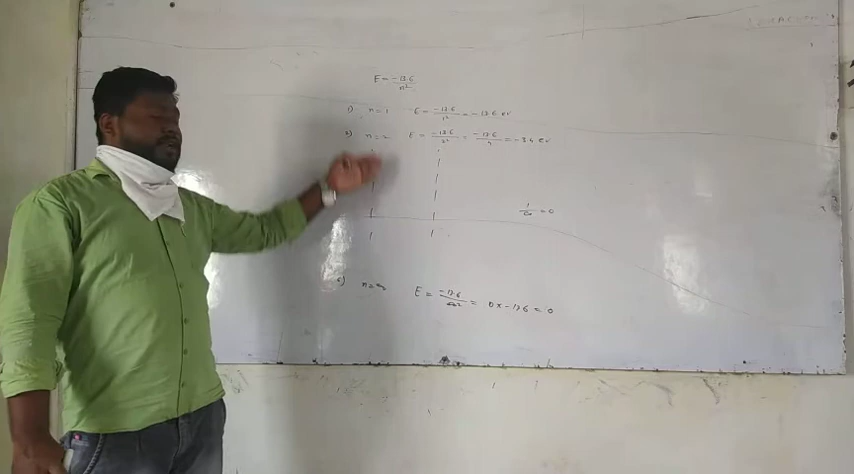 E = -13.6/n²
1) n=1 E = -13.6/1² = -13.6 eV
2) n=2 E = -13.6/2² = -13.6/4 = -3.4 eV
1/∞ = 0
n=∞ E = -13.6/∞² = 0 x -13.6 = 0